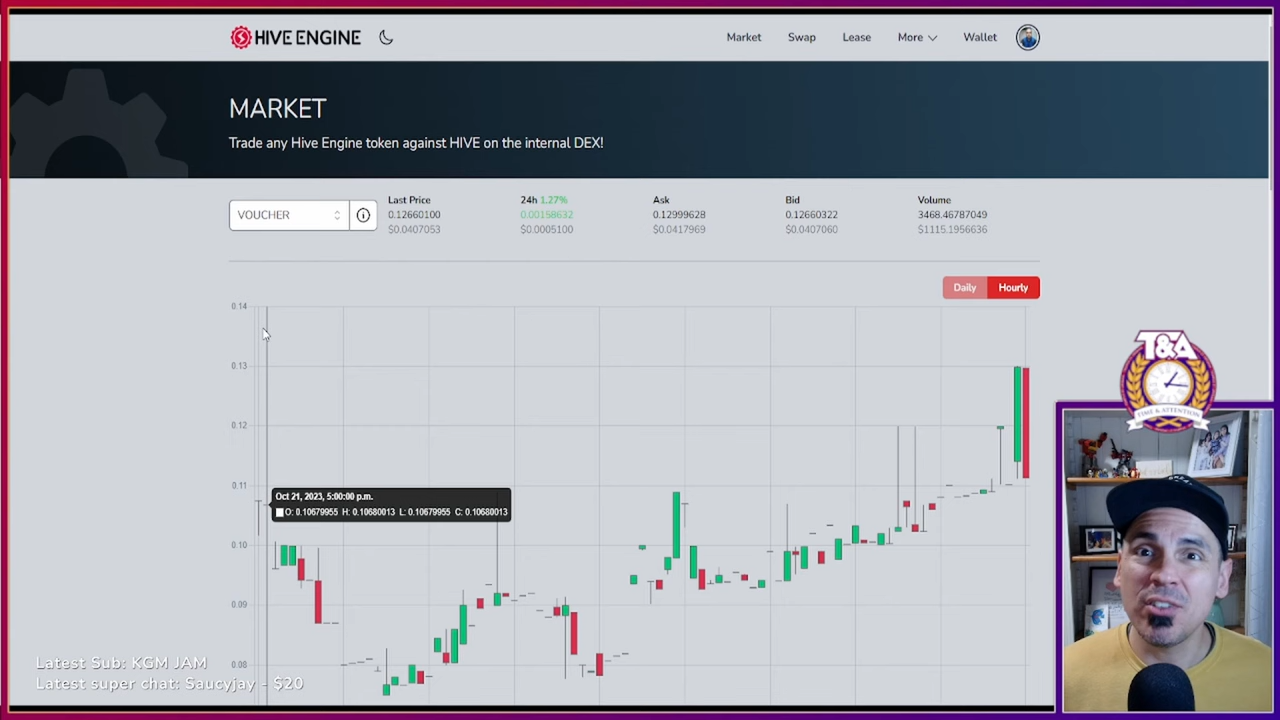 HIVE ENGINE
Market
Swap
Lease
More
Wallet
MARKET
Trade any Hive Engine token against HIVE on the internal DEX!
VOUCHER
Last Price
0.12660100
$0.0407053
24h 1.27%
0.00158632
$0.0005100
Ask
0.12999628
$0.0417969
Bid
0.12660322
$0.0407060
Volume
3468.46787049
$1115.1956636
Daily
Hourly
0.14
0.13
0.12
0.11
0.10
0.09
0.08
Oct 21, 2023, 5:00:00 p.m.
O: 0.10679955 H: 0.10680013 L: 0.10679955 C: 0.10680013
T&A
TIME & ATTENTION
Latest Sub: KGM JAM
Latest super chat: Saucyjay - $20